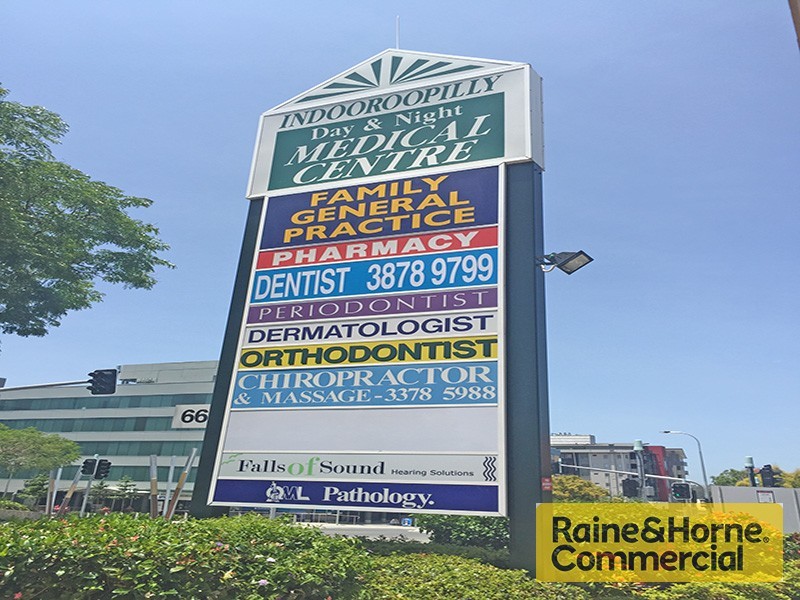 INDOOROOPILLY
Day & Night
MEDICAL
CENTRE
FAMILY
GENERAL
PRACTICE
PHARMACY
DENTIST 3878 9799
PERIODONTIST
DERMATOLOGIST
ORTHODONTIST
CHIROPRACTOR
& MASSAGE - 3378 5988
66
Falls of Sound Hearing Solutions
QML Pathology.
Raine&Horne®
Commercial